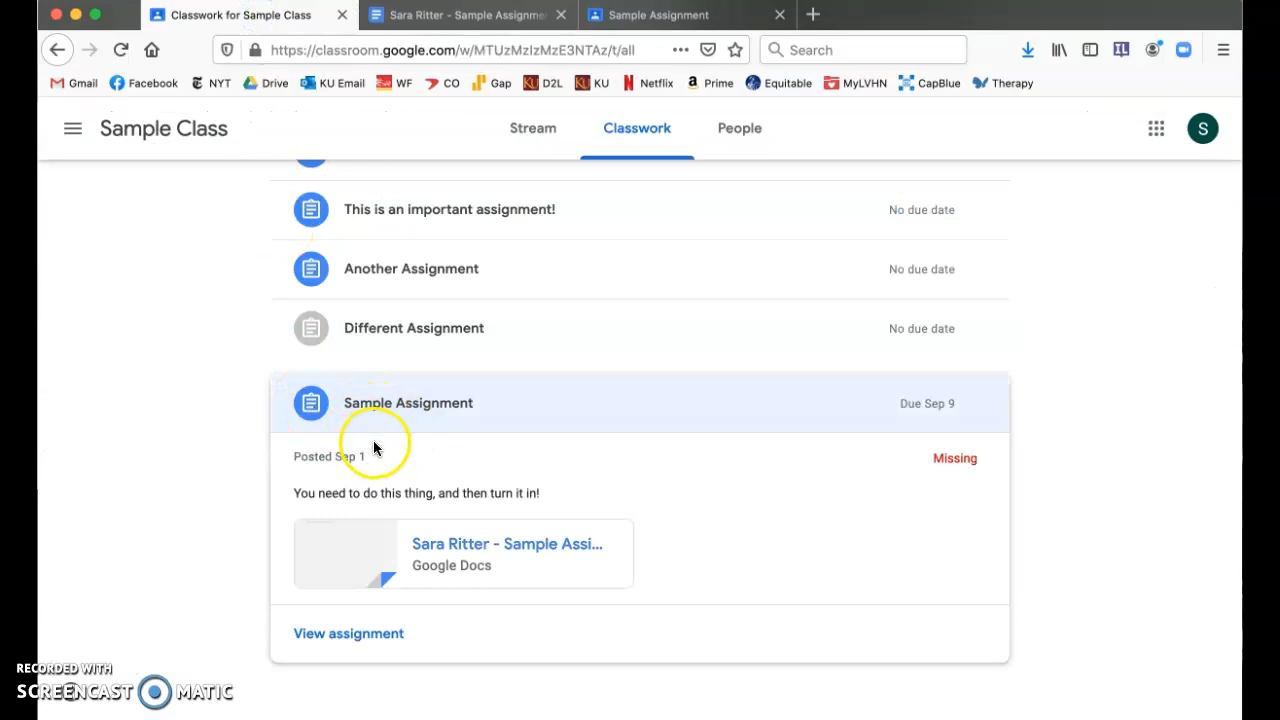 Classwork for Sample Class
Sara Ritter - Sample Assignme
Sample Assignment
https://classroom.google.com/w/MTUzMzIzMzE3NTAz/t/all
Search
Gmail
Facebook
NYT
Drive
KU Email
WF
CO
Gap
D2L
KU
Netflix
Prime
Equitable
MyLVHN
CapBlue
Therapy
Sample Class
Stream
Classwork
People
S
This is an important assignment!
No due date
Another Assignment
No due date
Different Assignment
No due date
Sample Assignment
Due Sep 9
Posted Sep 1
Missing
You need to do this thing, and then turn it in!
Sara Ritter - Sample Assi...
Google Docs
View assignment
RECORDED WITH
SCREENCAST MATIC